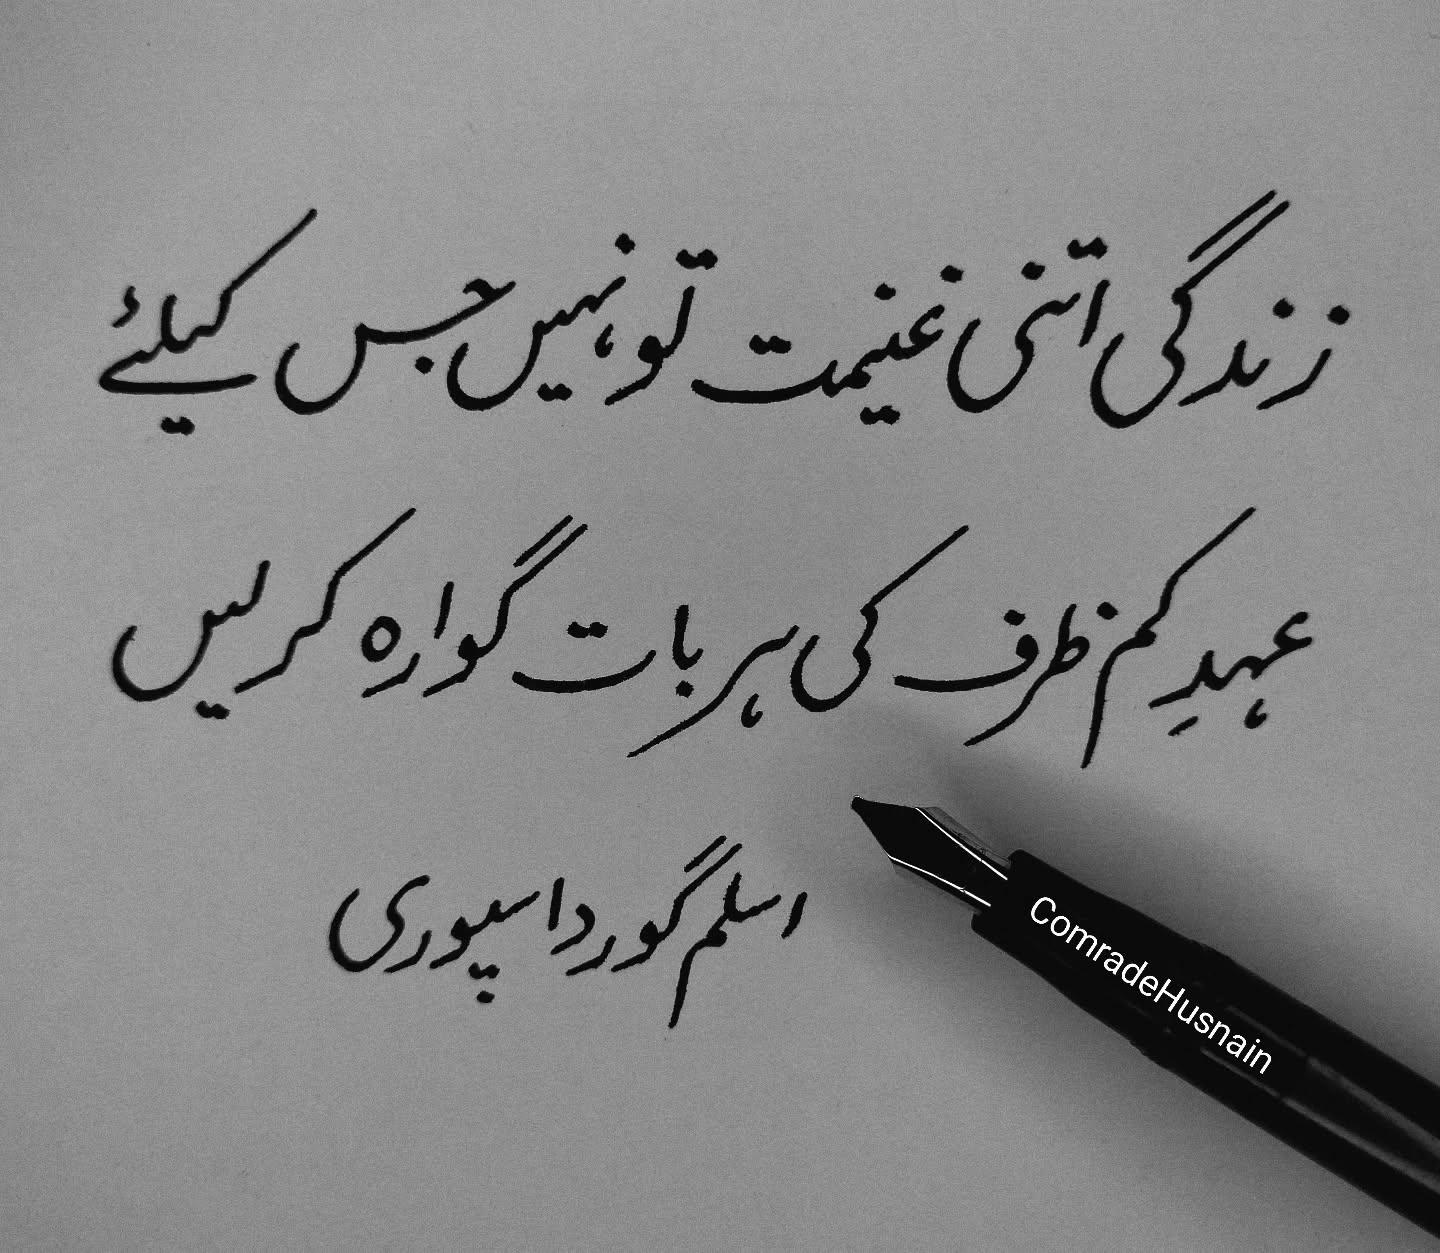 زندگی اتنی غنیمت تو نہیں جس کیلئے
عہدِ کم ظرف کی ہر بات گوارہ کر لیں
اسلم گورداسپوری
ComradeHusnain